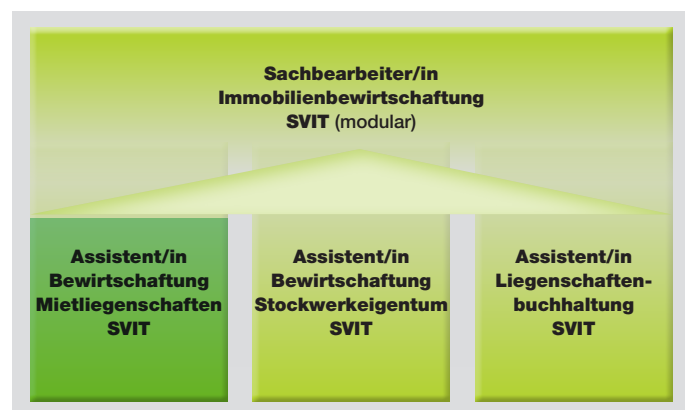 Sachbearbeiter/in
Immobilienbewirtschaftung
SVIT (modular)
Assistent/in
Bewirtschaftung
Mietliegenschaften
SVIT
Assistent/in
Bewirtschaftung
Stockwerkeigentum
SVIT
Assistent/in
Liegenschaften-
buchhaltung
SVIT